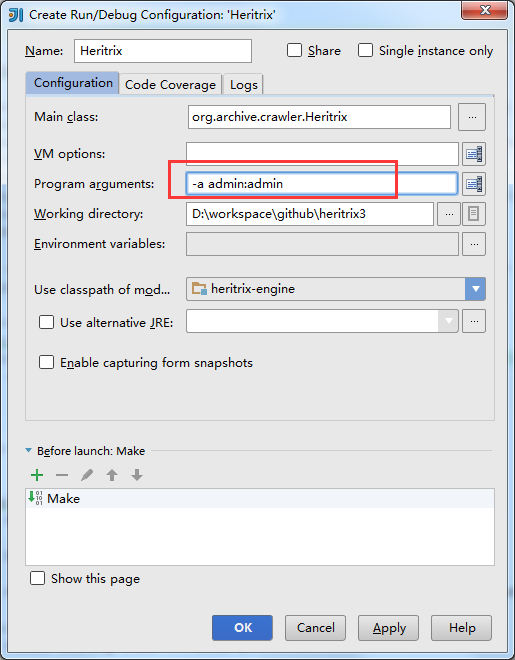 Create Run/Debug Configuration: 'Heritrix'
Name: Heritrix Share Single instance only
Configuration Code Coverage Logs
Main class: org.archive.crawler.Heritrix ...
VM options:
Program arguments: -a admin:admin
Working directory: D:\workspace\github\heritrix3 ...
Environment variables: ...
Use classpath of mod... heritrix-engine
Use alternative JRE: ...
Enable capturing form snapshots
Before launch: Make
Make
Show this page
OK Cancel Apply Help